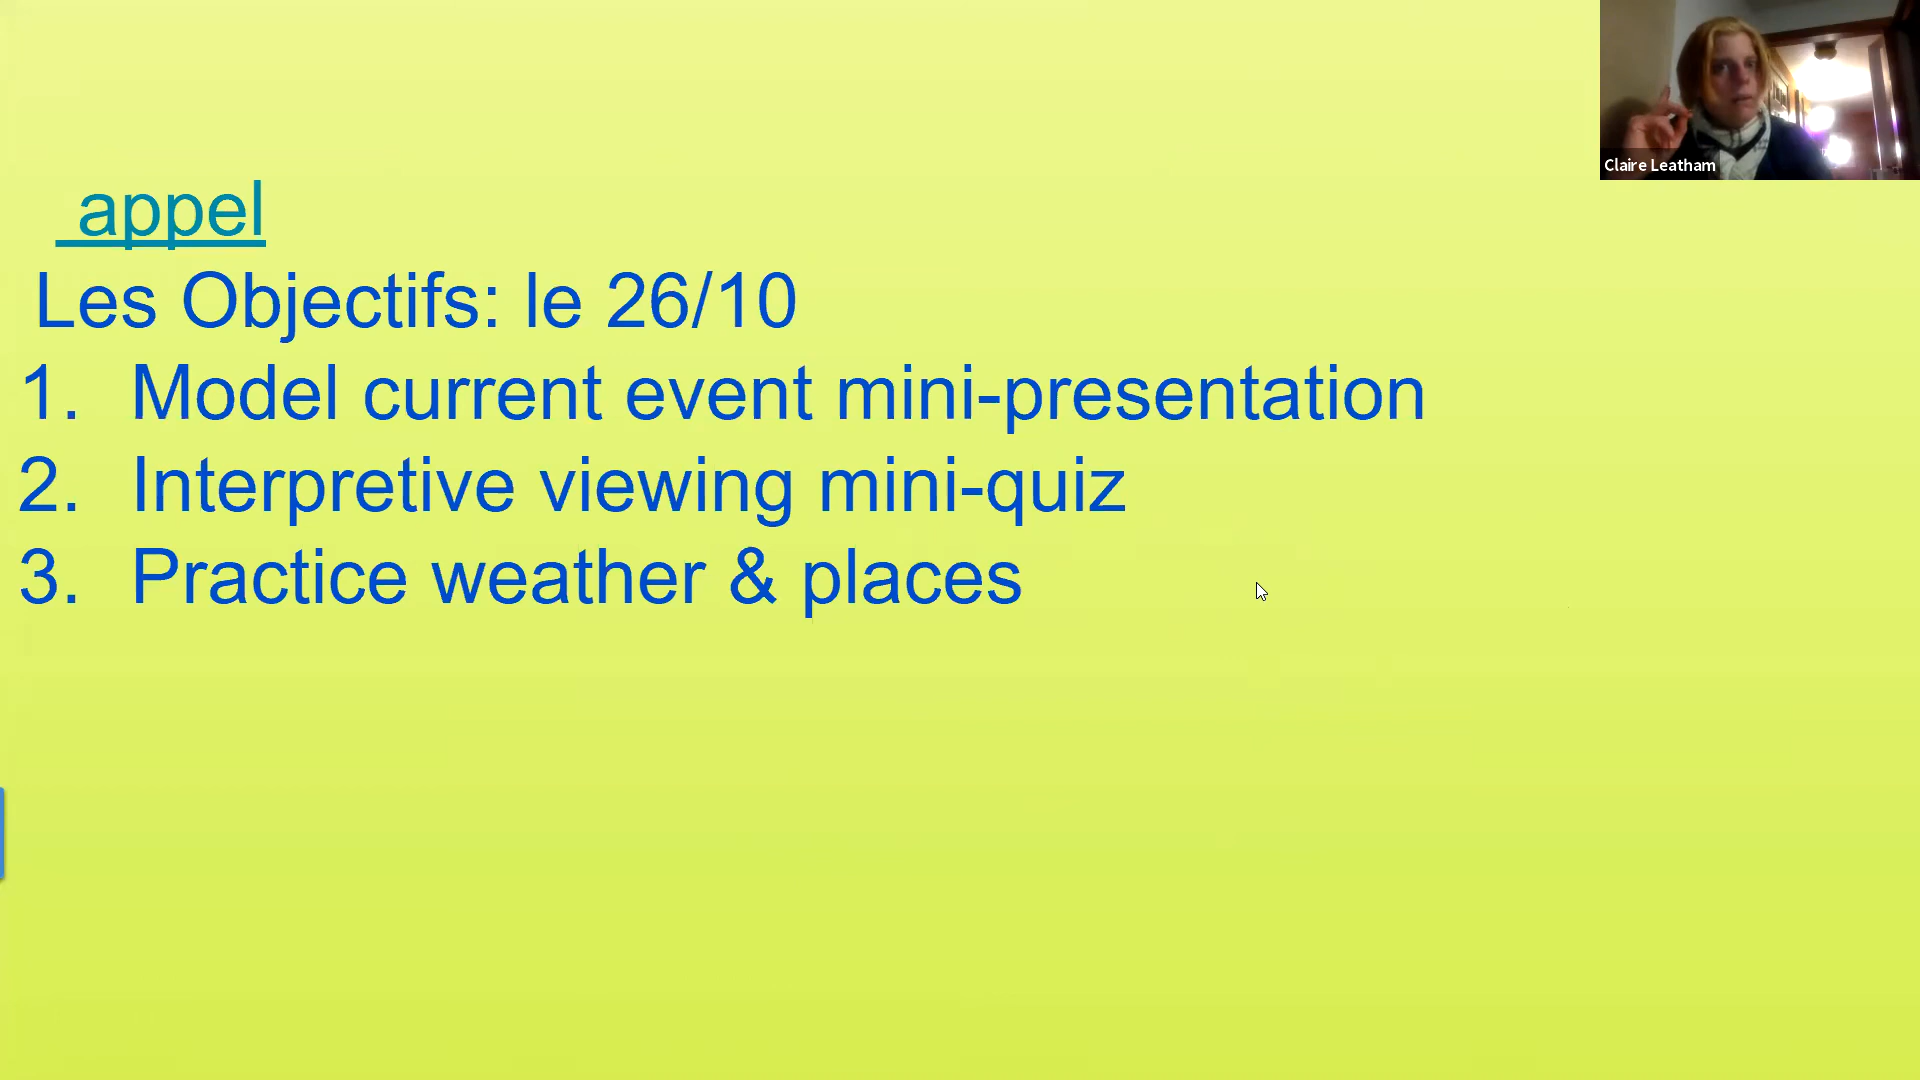 appel
Les Objectifs: le 26/10
1. Model current event mini-presentation
2. Interpretive viewing mini-quiz
3. Practice weather & places
Claire Leatham